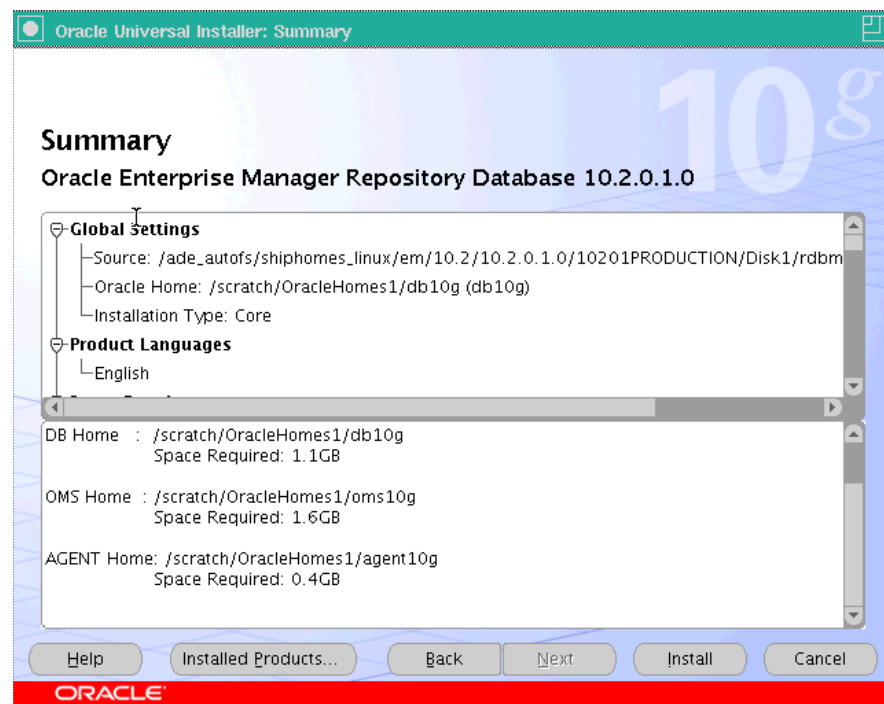 Oracle Universal Installer: Summary
10g
Summary
Oracle Enterprise Manager Repository Database 10.2.0.1.0
Global Settings
Source: /ade_autofs/shiphomes_linux/em/10.2/10.2.0.1.0/10201PRODUCTION/Disk1/rdbm
Oracle Home: /scratch/OracleHomes1/db10g (db10g)
Installation Type: Core
Product Languages
English
DB Home : /scratch/OracleHomes1/db10g
Space Required: 1.1GB
OMS Home : /scratch/OracleHomes1/oms10g
Space Required: 1.6GB
AGENT Home: /scratch/OracleHomes1/agent10g
Space Required: 0.4GB
Help Installed Products... Back Next Install Cancel
ORACLE